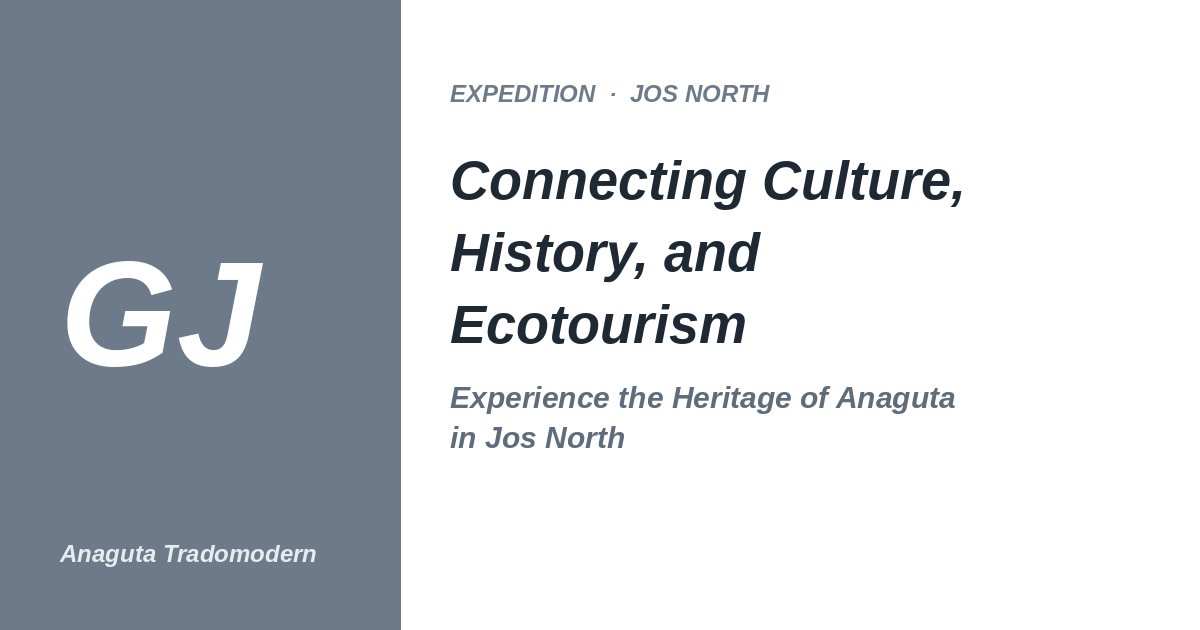 GJ
Anaguta Tradomodern
EXPEDITION · JOS NORTH
Connecting Culture,
History, and
Ecotourism
Experience the Heritage of Anaguta
in Jos North